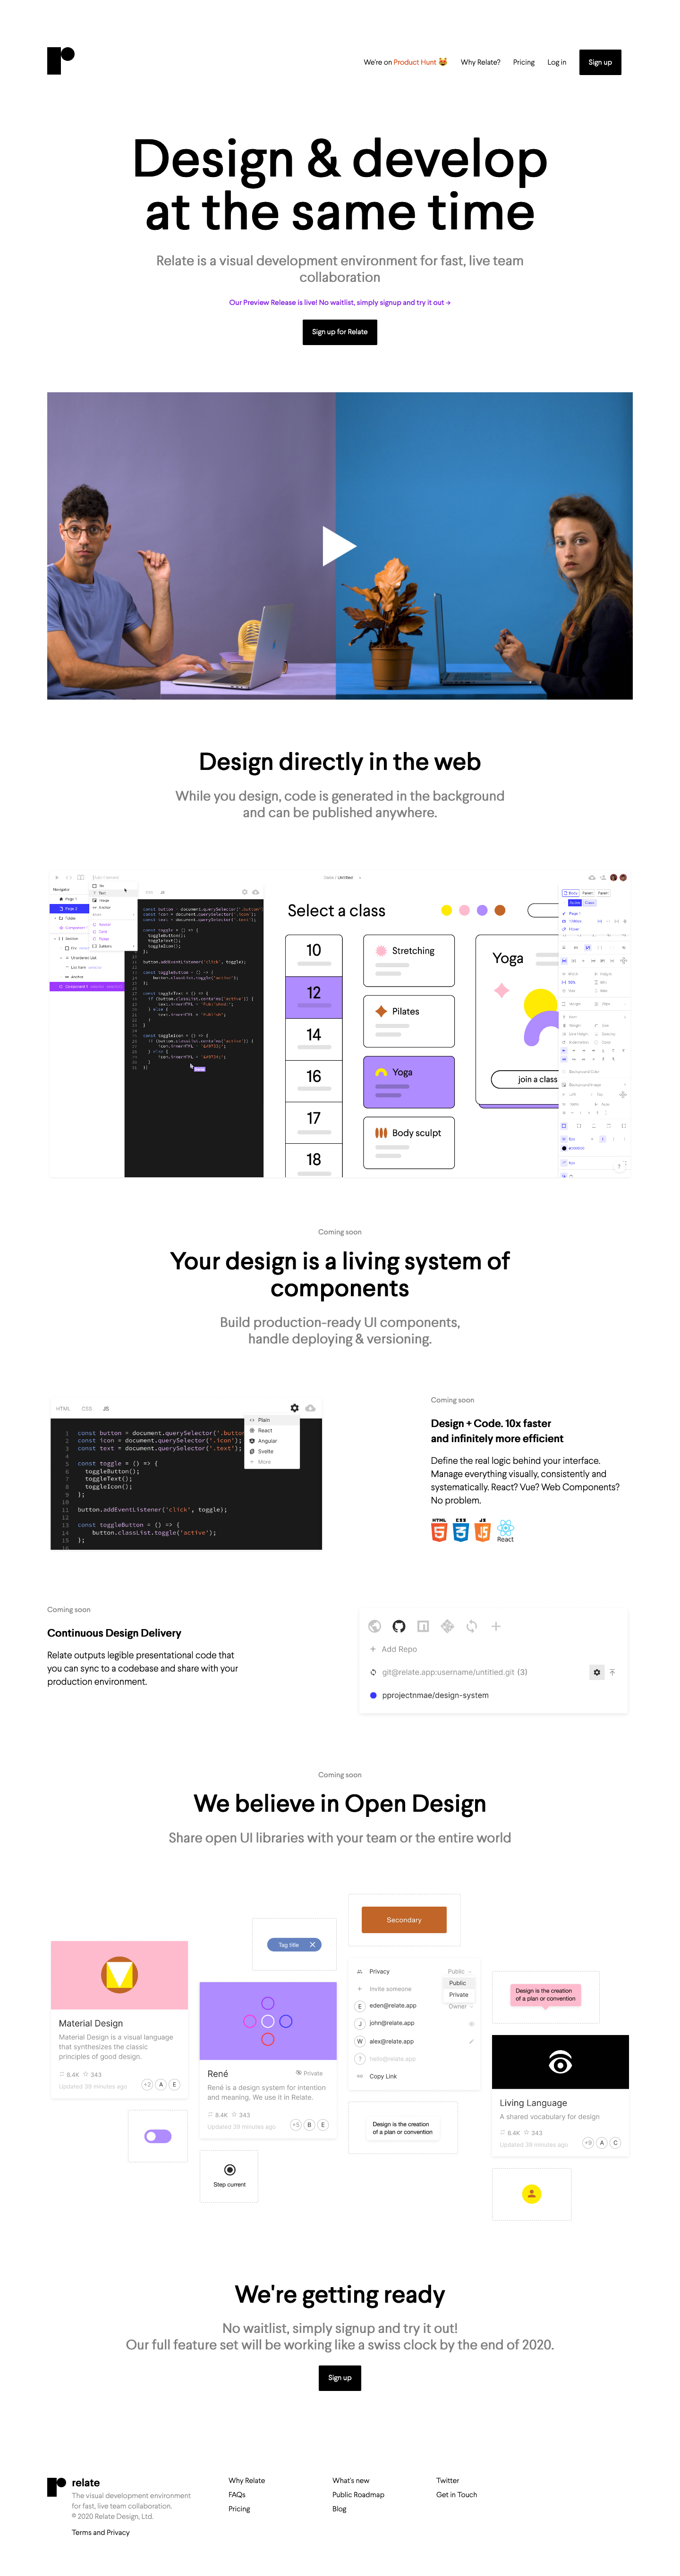 We're on Product Hunt Why Relate? Pricing Log in Sign up
Design & develop
at the same time
Relate is a visual development environment for fast, live team
collaboration
Our Preview Release is live! No waitlist, simply signup and try it out →
Sign up for Relate
Design directly in the web
While you design, code is generated in the background
and can be published anywhere.
Select a class
10
12
14
16
17
18
Stretching
Pilates
Yoga
Body sculpt
Yoga
join a class
Coming soon
Your design is a living system of
components
Build production-ready UI components,
handle deploying & versioning.
HTML CSS JS
Plain
React
Angular
Svelte
More
1 const button = document.querySelector('.button
2 const icon = document.querySelector('.icon');
3 const text = document.querySelector('.text');
4
5 const toggle = () => {
6 toggleButton();
7 toggleText();
8 toggleIcon();
9 };
10
11 button.addEventListener('click', toggle);
12
13 const toggleButton = () => {
14 button.classList.toggle('active');
15 };
Coming soon
Design + Code. 10x faster
and infinitely more efficient
Define the real logic behind your interface.
Manage everything visually, consistently and
systematically. React? Vue? Web Components?
No problem.
HTML CSS JS
React
Coming soon
Continuous Design Delivery
Relate outputs legible presentational code that
you can sync to a codebase and share with your
production environment.
Add Repo
git@relate.app:username/untitled.git (3)
pprojectnmae/design-system
Coming soon
We believe in Open Design
Share open UI libraries with your team or the entire world
Secondary
Tag title
Material Design
Material Design is a visual language
that synthesizes the classic
principles of good design.
8.4K 343
Updated 39 minutes ago +2 A E
René Private
René is a design system for intention
and meaning. We use it in Relate.
8.4K 343
Updated 39 minutes ago +5 B E
Step current
Privacy Public
Public
Private
Invite someone
E eden@relate.app Owner
J john@relate.app
W alex@relate.app
? hello@relate.app
Copy Link
Design is the creation
of a plan or convention
Design is the creation
of a plan or convention
Living Language
A shared vocabulary for design
8.4K 343
Updated 39 minutes ago +9 A C
We're getting ready
No waitlist, simply signup and try it out!
Our full feature set will be working like a swiss clock by the end of 2020.
Sign up
relate
The visual development environment
for fast, live team collaboration.
© 2020 Relate Design, Ltd.
Terms and Privacy
Why Relate
FAQs
Pricing
What's new
Public Roadmap
Blog
Twitter
Get in Touch